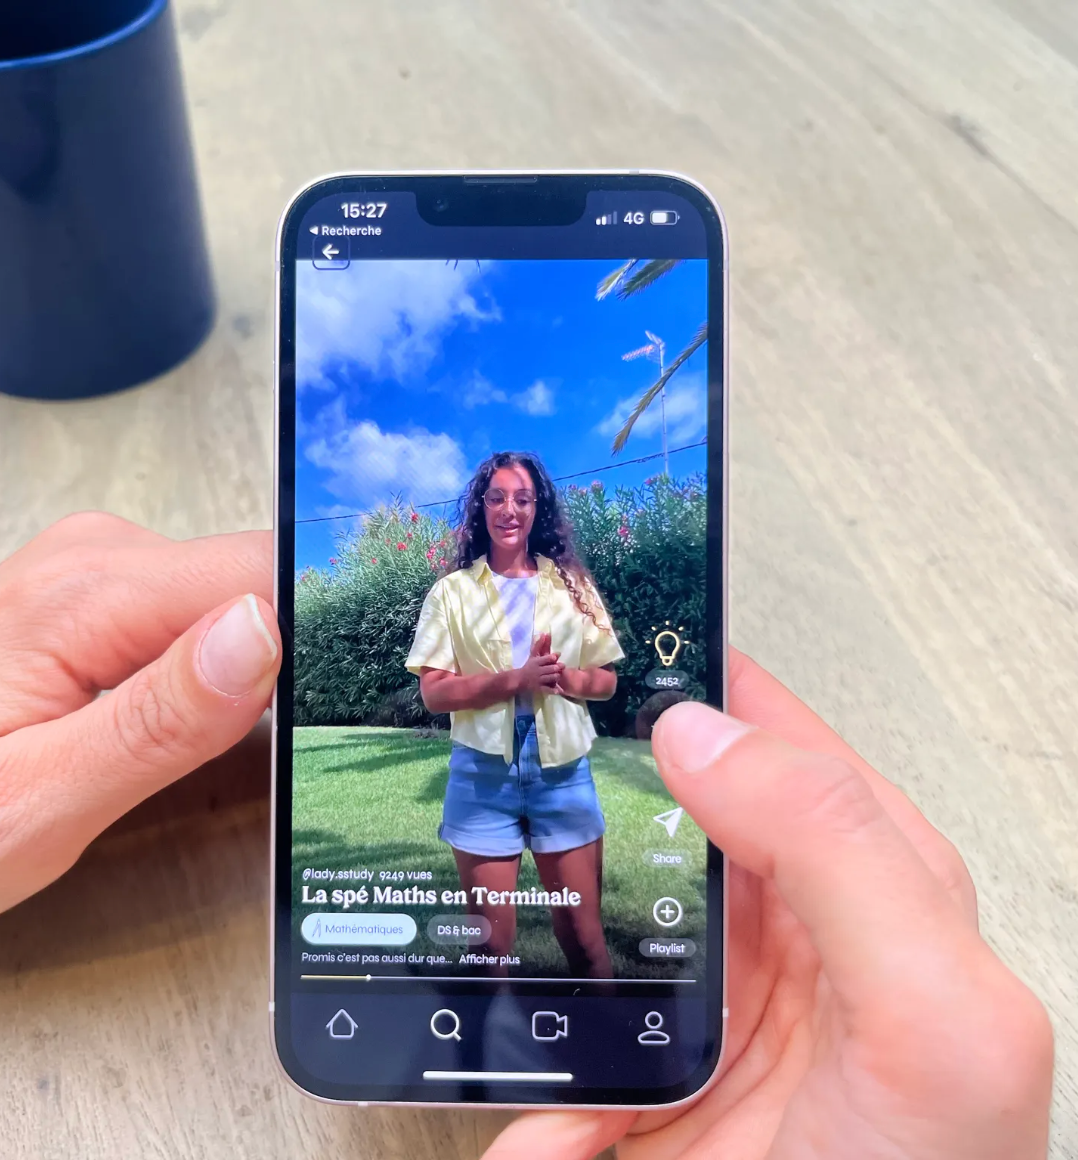 15:27
4G
◀ Recherche
2452
Share
@lady.sstudy 9249 vues
La spé Maths en Terminale
Mathématiques
DS & bac
Playlist
Promis c'est pas aussi dur que... Afficher plus